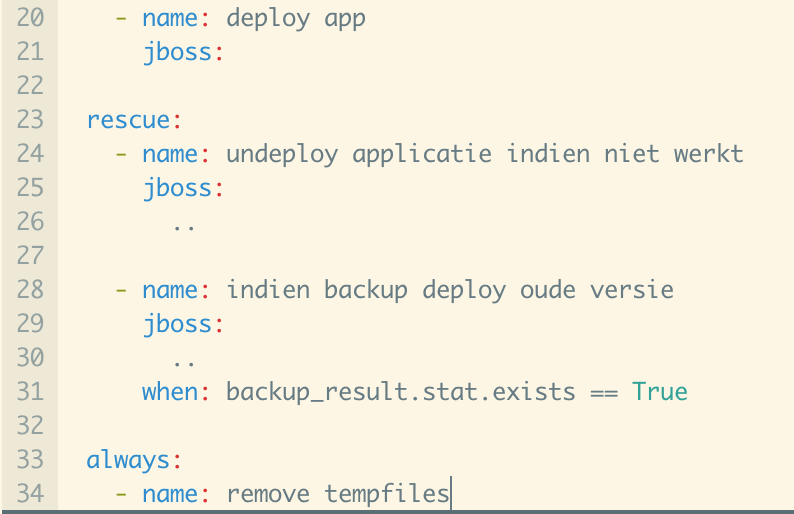 20 - name: deploy app
21 jboss:
22
23 rescue:
24 - name: undeploy applicatie indien niet werkt
25 jboss:
26 ..
27
28 - name: indien backup deploy oude versie
29 jboss:
30 ..
31 when: backup_result.stat.exists == True
32
33 always:
34 - name: remove tempfiles